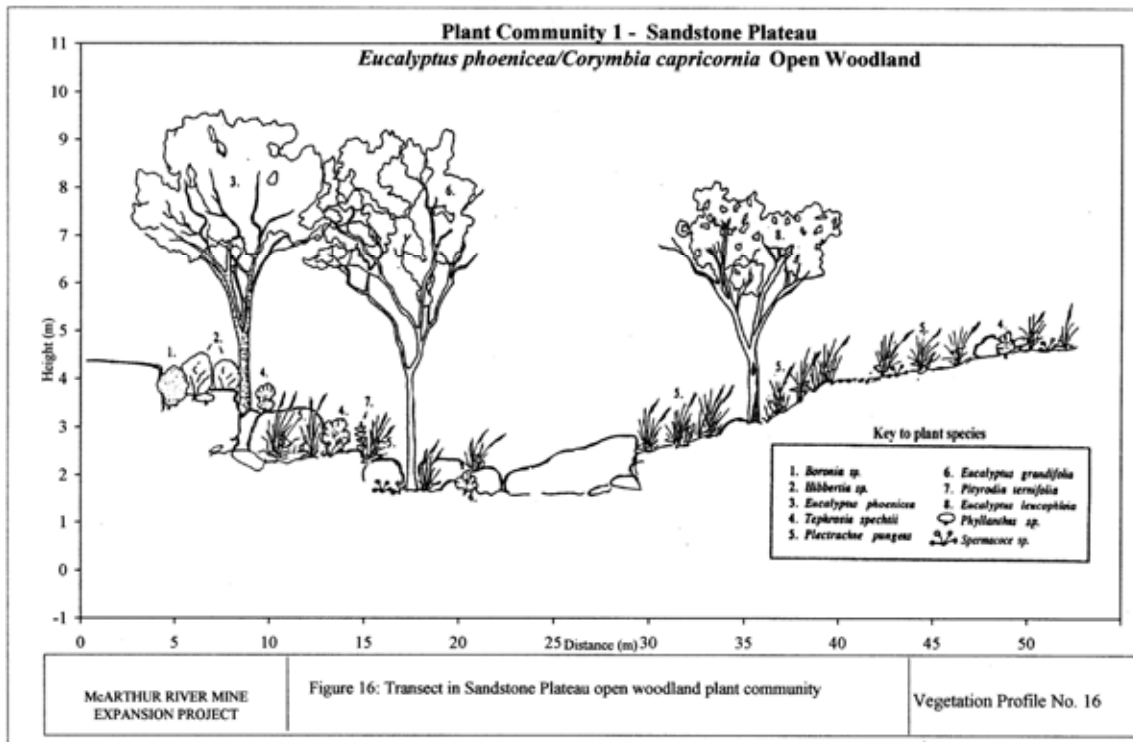 Plant Community 1 - Sandstone Plateau
Eucalyptus phoenicea/Corymbia capricornia Open Woodland
11
10
9
8
7
6
5
4
3
2
1
0
-1
Height (m)
3.
6.
8.
1.
2.
4.
4.
7.
5.
5.
5.
4.
Key to plant species
1. Boronia sp.
2. Hibbertia sp.
3. Eucalyptus phoenicea
4. Tephrosia spechtii
5. Plectrachne pungens
6. Eucalyptus grandifolia
7. Pityrodia ternifolia
8. Eucalyptus leucophloia
Phyllanthus sp.
Spermacoce sp.
0 5 10 15 20 25 30 35 40 45 50
Distance (m)
McARTHUR RIVER MINE
EXPANSION PROJECT
Figure 16: Transect in Sandstone Plateau open woodland plant community
Vegetation Profile No. 16